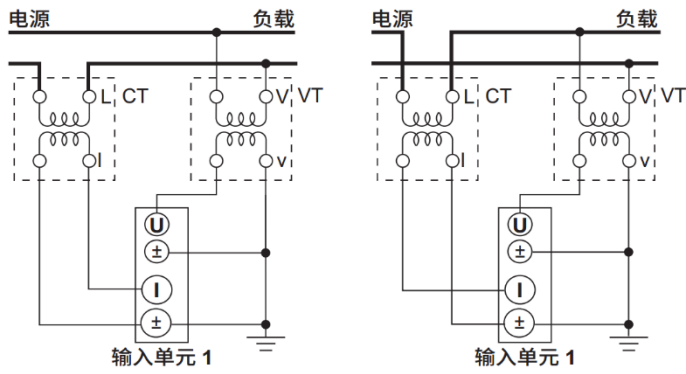 电源 负载 电源 负载
L CT V VT L CT V VT
l v l v
U U
± ±
I I
± ±
输入单元 1 输入单元 1